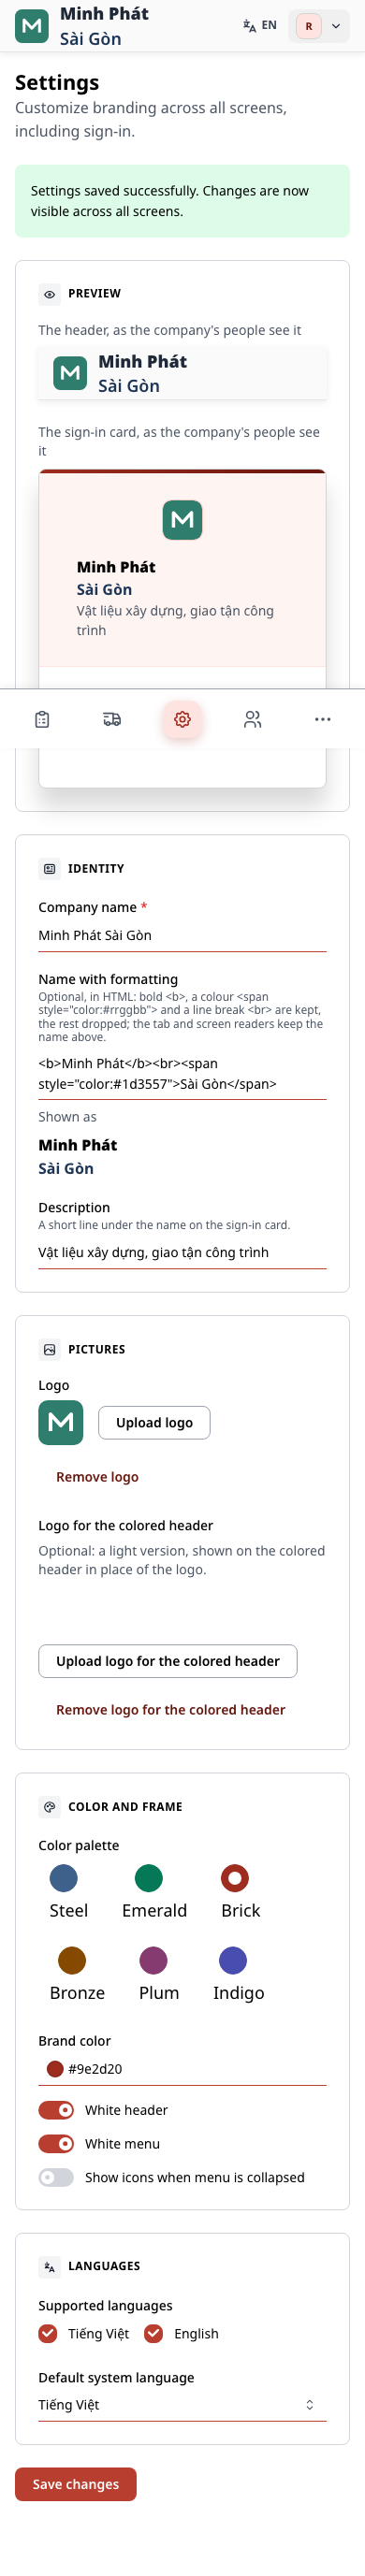 Minh Phát
Sài Gòn
EN
R
Settings
Customize branding across all screens,
including sign-in.
Settings saved successfully. Changes are now
visible across all screens.
PREVIEW
The header, as the company's people see it
Minh Phát
Sài Gòn
The sign-in card, as the company's people see
it
Minh Phát
Sài Gòn
Vật liệu xây dựng, giao tận công
trình
IDENTITY
Company name *
Minh Phát Sài Gòn
Name with formatting
Optional, in HTML: bold <b>, a colour <span
style="color:#rrggbb"> and a line break <br> are kept,
the rest dropped; the tab and screen readers keep the
name above.
<b>Minh Phát</b><br><span
style="color:#1d3557">Sài Gòn</span>
Shown as
Minh Phát
Sài Gòn
Description
A short line under the name on the sign-in card.
Vật liệu xây dựng, giao tận công trình
PICTURES
Logo
Upload logo
Remove logo
Logo for the colored header
Optional: a light version, shown on the colored
header in place of the logo.
Upload logo for the colored header
Remove logo for the colored header
COLOR AND FRAME
Color palette
Steel
Emerald
Brick
Bronze
Plum
Indigo
Brand color
#9e2d20
White header
White menu
Show icons when menu is collapsed
LANGUAGES
Supported languages
Tiếng Việt
English
Default system language
Tiếng Việt
Save changes